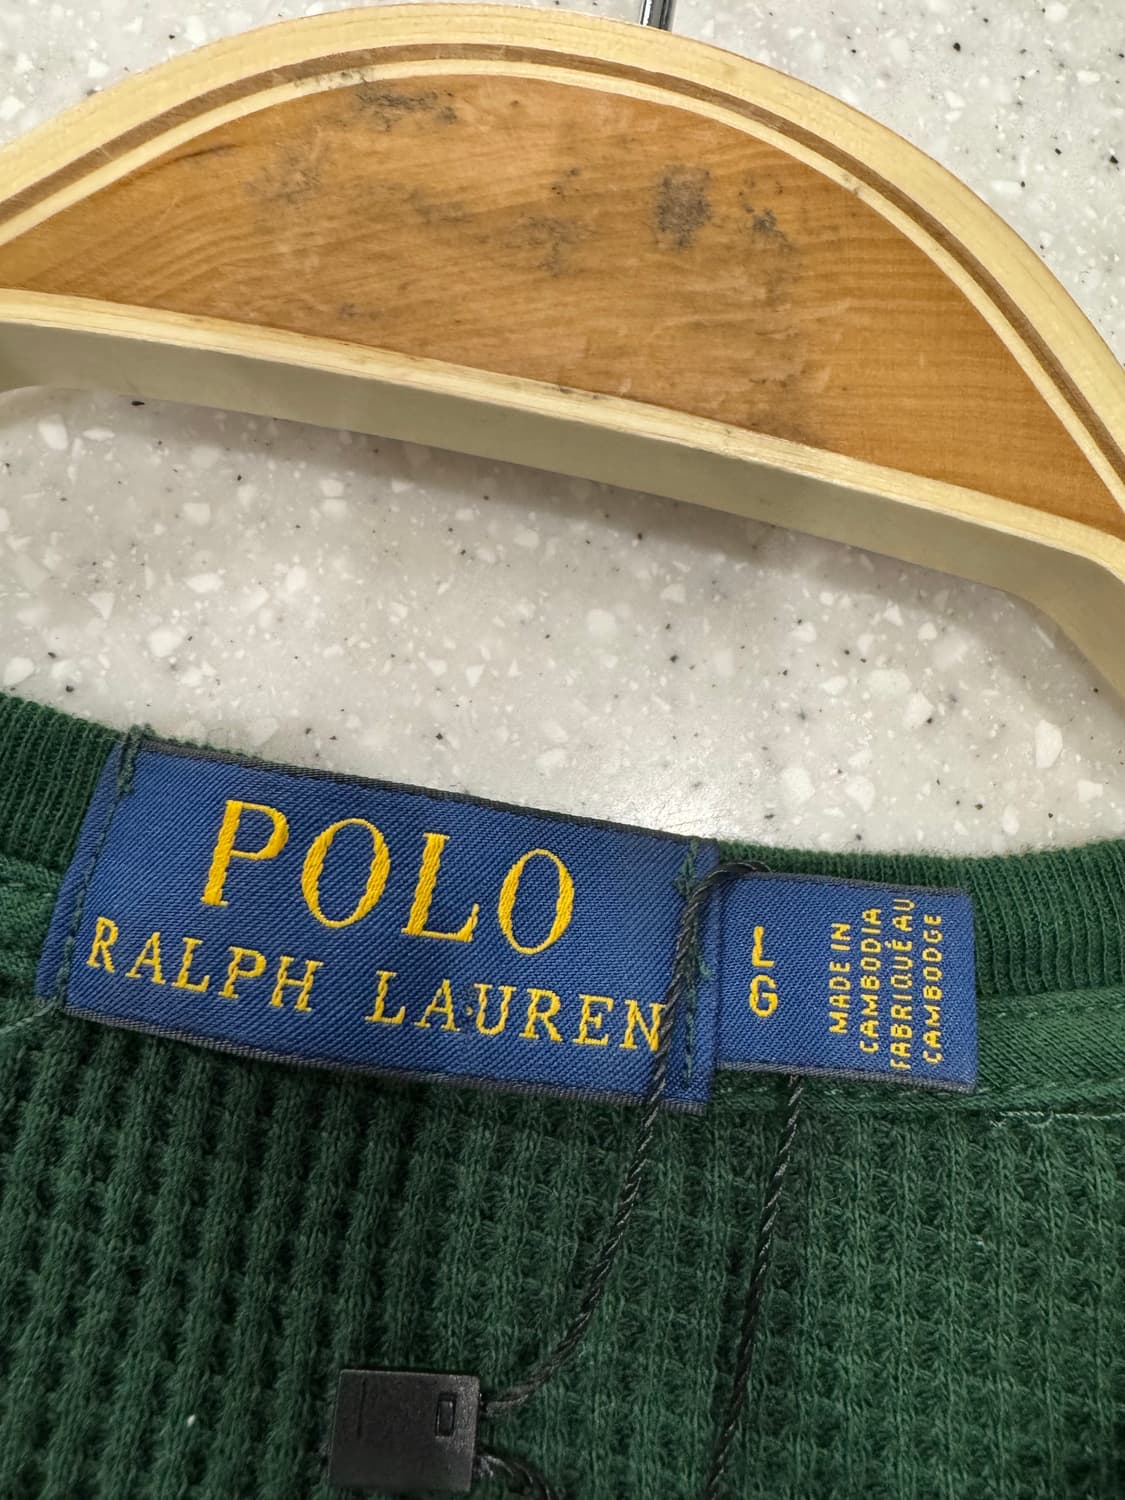 POLO
RALPH LAUREN
L
G
MADE IN
CAMBODIA
FABRIQUÉ AU
CAMBODGE